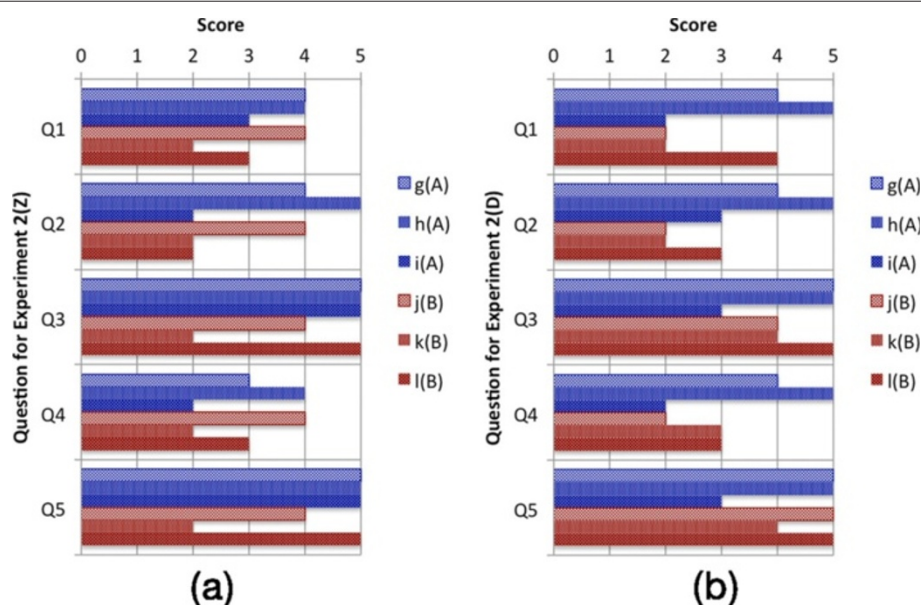 Score
0 1 2 3 4 5
Question for Experiment 2(Z)
Q1
Q2
Q3
Q4
Q5
g(A)
h(A)
i(A)
j(B)
k(B)
l(B)
(a)
Score
0 1 2 3 4 5
Question for Experiment 2(D)
Q1
Q2
Q3
Q4
Q5
g(A)
h(A)
i(A)
j(B)
k(B)
l(B)
(b)